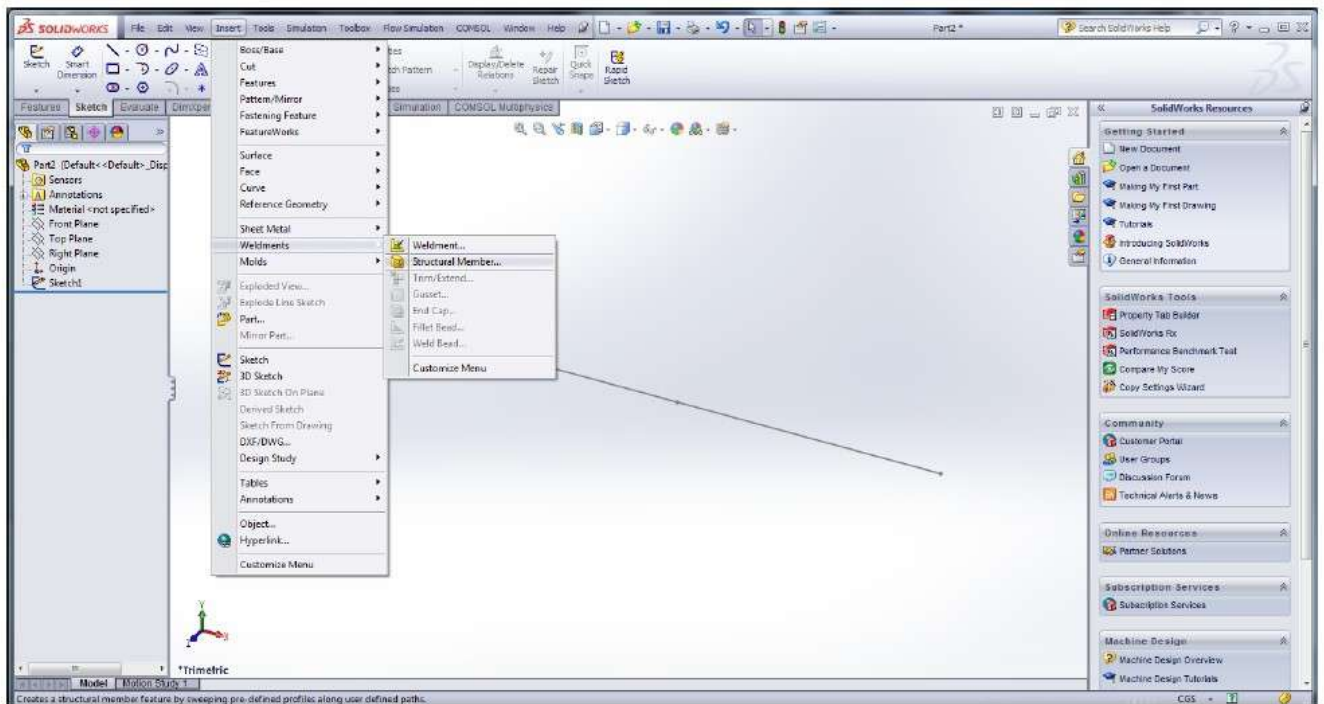 SOLIDWORKS File Edit View Insert Tools Simulation Toolbox Flow Simulation COMSOL Window Help
Part2 *
Search SolidWorks Help
Sketch
Smart Dimension
Display/Delete Relations
Repair Sketch
Quick Snaps
Rapid Sketch
Features Sketch Evaluate
Simulation COMSOL Multiphysics
Part2 (Default<<Default>_Disp
Sensors
Annotations
Material <not specified>
Front Plane
Top Plane
Right Plane
Origin
Sketch1
Boss/Base
Cut
Features
Pattern/Mirror
Fastening Feature
FeatureWorks
Surface
Face
Curve
Reference Geometry
Sheet Metal
Weldments
Molds
Exploded View...
Explode Line Sketch
Part...
Mirror Part...
Sketch
3D Sketch
3D Sketch On Plane
Derived Sketch
Sketch From Drawing
DXF/DWG...
Design Study
Tables
Annotations
Object...
Hyperlink...
Customize Menu
Weldment...
Structural Member...
Trim/Extend...
Gusset...
End Cap...
Fillet Bead...
Weld Bead...
Customize Menu
SolidWorks Resources
Getting Started
New Document
Open a Document
Making My First Part
Making My First Drawing
Tutorials
Introducing SolidWorks
General Information
SolidWorks Tools
Property Tab Builder
SolidWorks Rx
Performance Benchmark Test
Compare My Score
Copy Settings Wizard
Community
Customer Portal
User Groups
Discussion Forum
Technical Alerts & News
Online Resources
Partner Solutions
Subscription Services
Subscription Services
Machine Design
Machine Design Overview
Machine Design Tutorials
*Trimetric
Model Motion Study 1
Creates a structural member feature by sweeping pre-defined profiles along user defined paths.
CGS